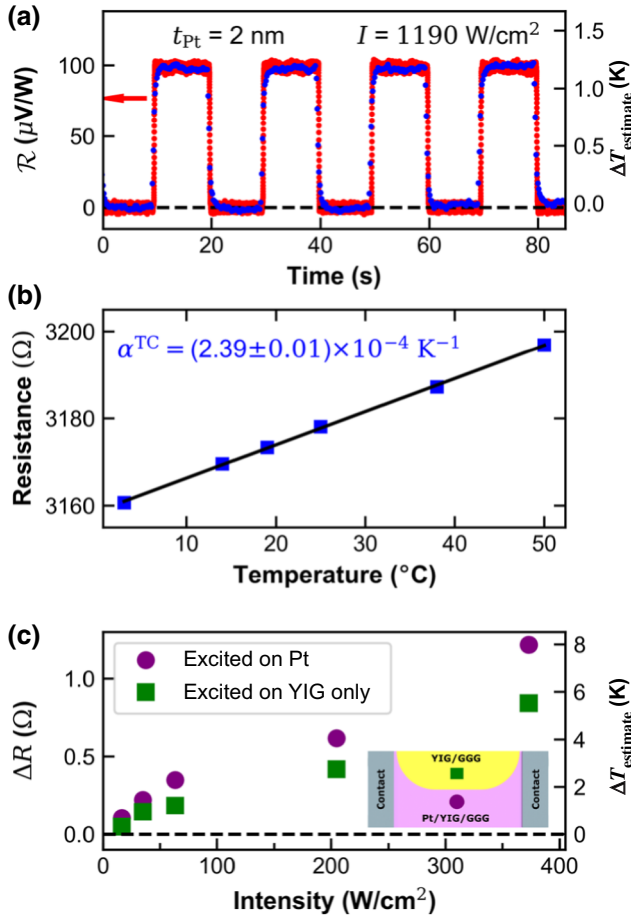 (a)
t_Pt = 2 nm
I = 1190 W/cm²
ℛ (μV/W)
100
50
0
1.5
1.0
0.5
0.0
ΔT_estimate (K)
0
20
40
60
80
Time (s)
(b)
α^TC = (2.39±0.01)×10⁻⁴ K⁻¹
Resistance (Ω)
3200
3180
3160
10
20
30
40
50
Temperature (°C)
(c)
Excited on Pt
Excited on YIG only
ΔR (Ω)
1.0
0.5
0.0
8
6
4
2
0
ΔT_estimate (K)
Contact
YIG/GGG
Pt/YIG/GGG
Contact
0
100
200
300
400
Intensity (W/cm²)